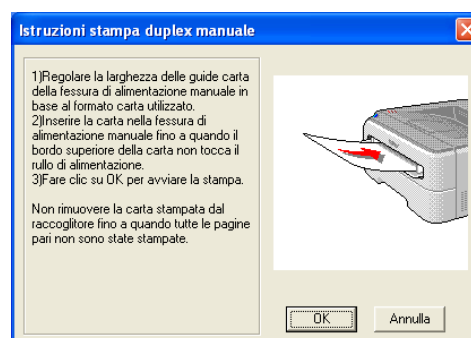 Istruzioni stampa duplex manuale
1)Regolare la larghezza delle guide carta
della fessura di alimentazione manuale in
base al formato carta utilizzato.
2)Inserire la carta nella fessura di
alimentazione manuale fino a quando il
bordo superiore della carta non tocca il
rullo di alimentazione.
3)Fare clic su OK per avviare la stampa.
Non rimuovere la carta stampata dal
raccoglitore fino a quando tutte le pagine
pari non sono state stampate.
OK
Annulla